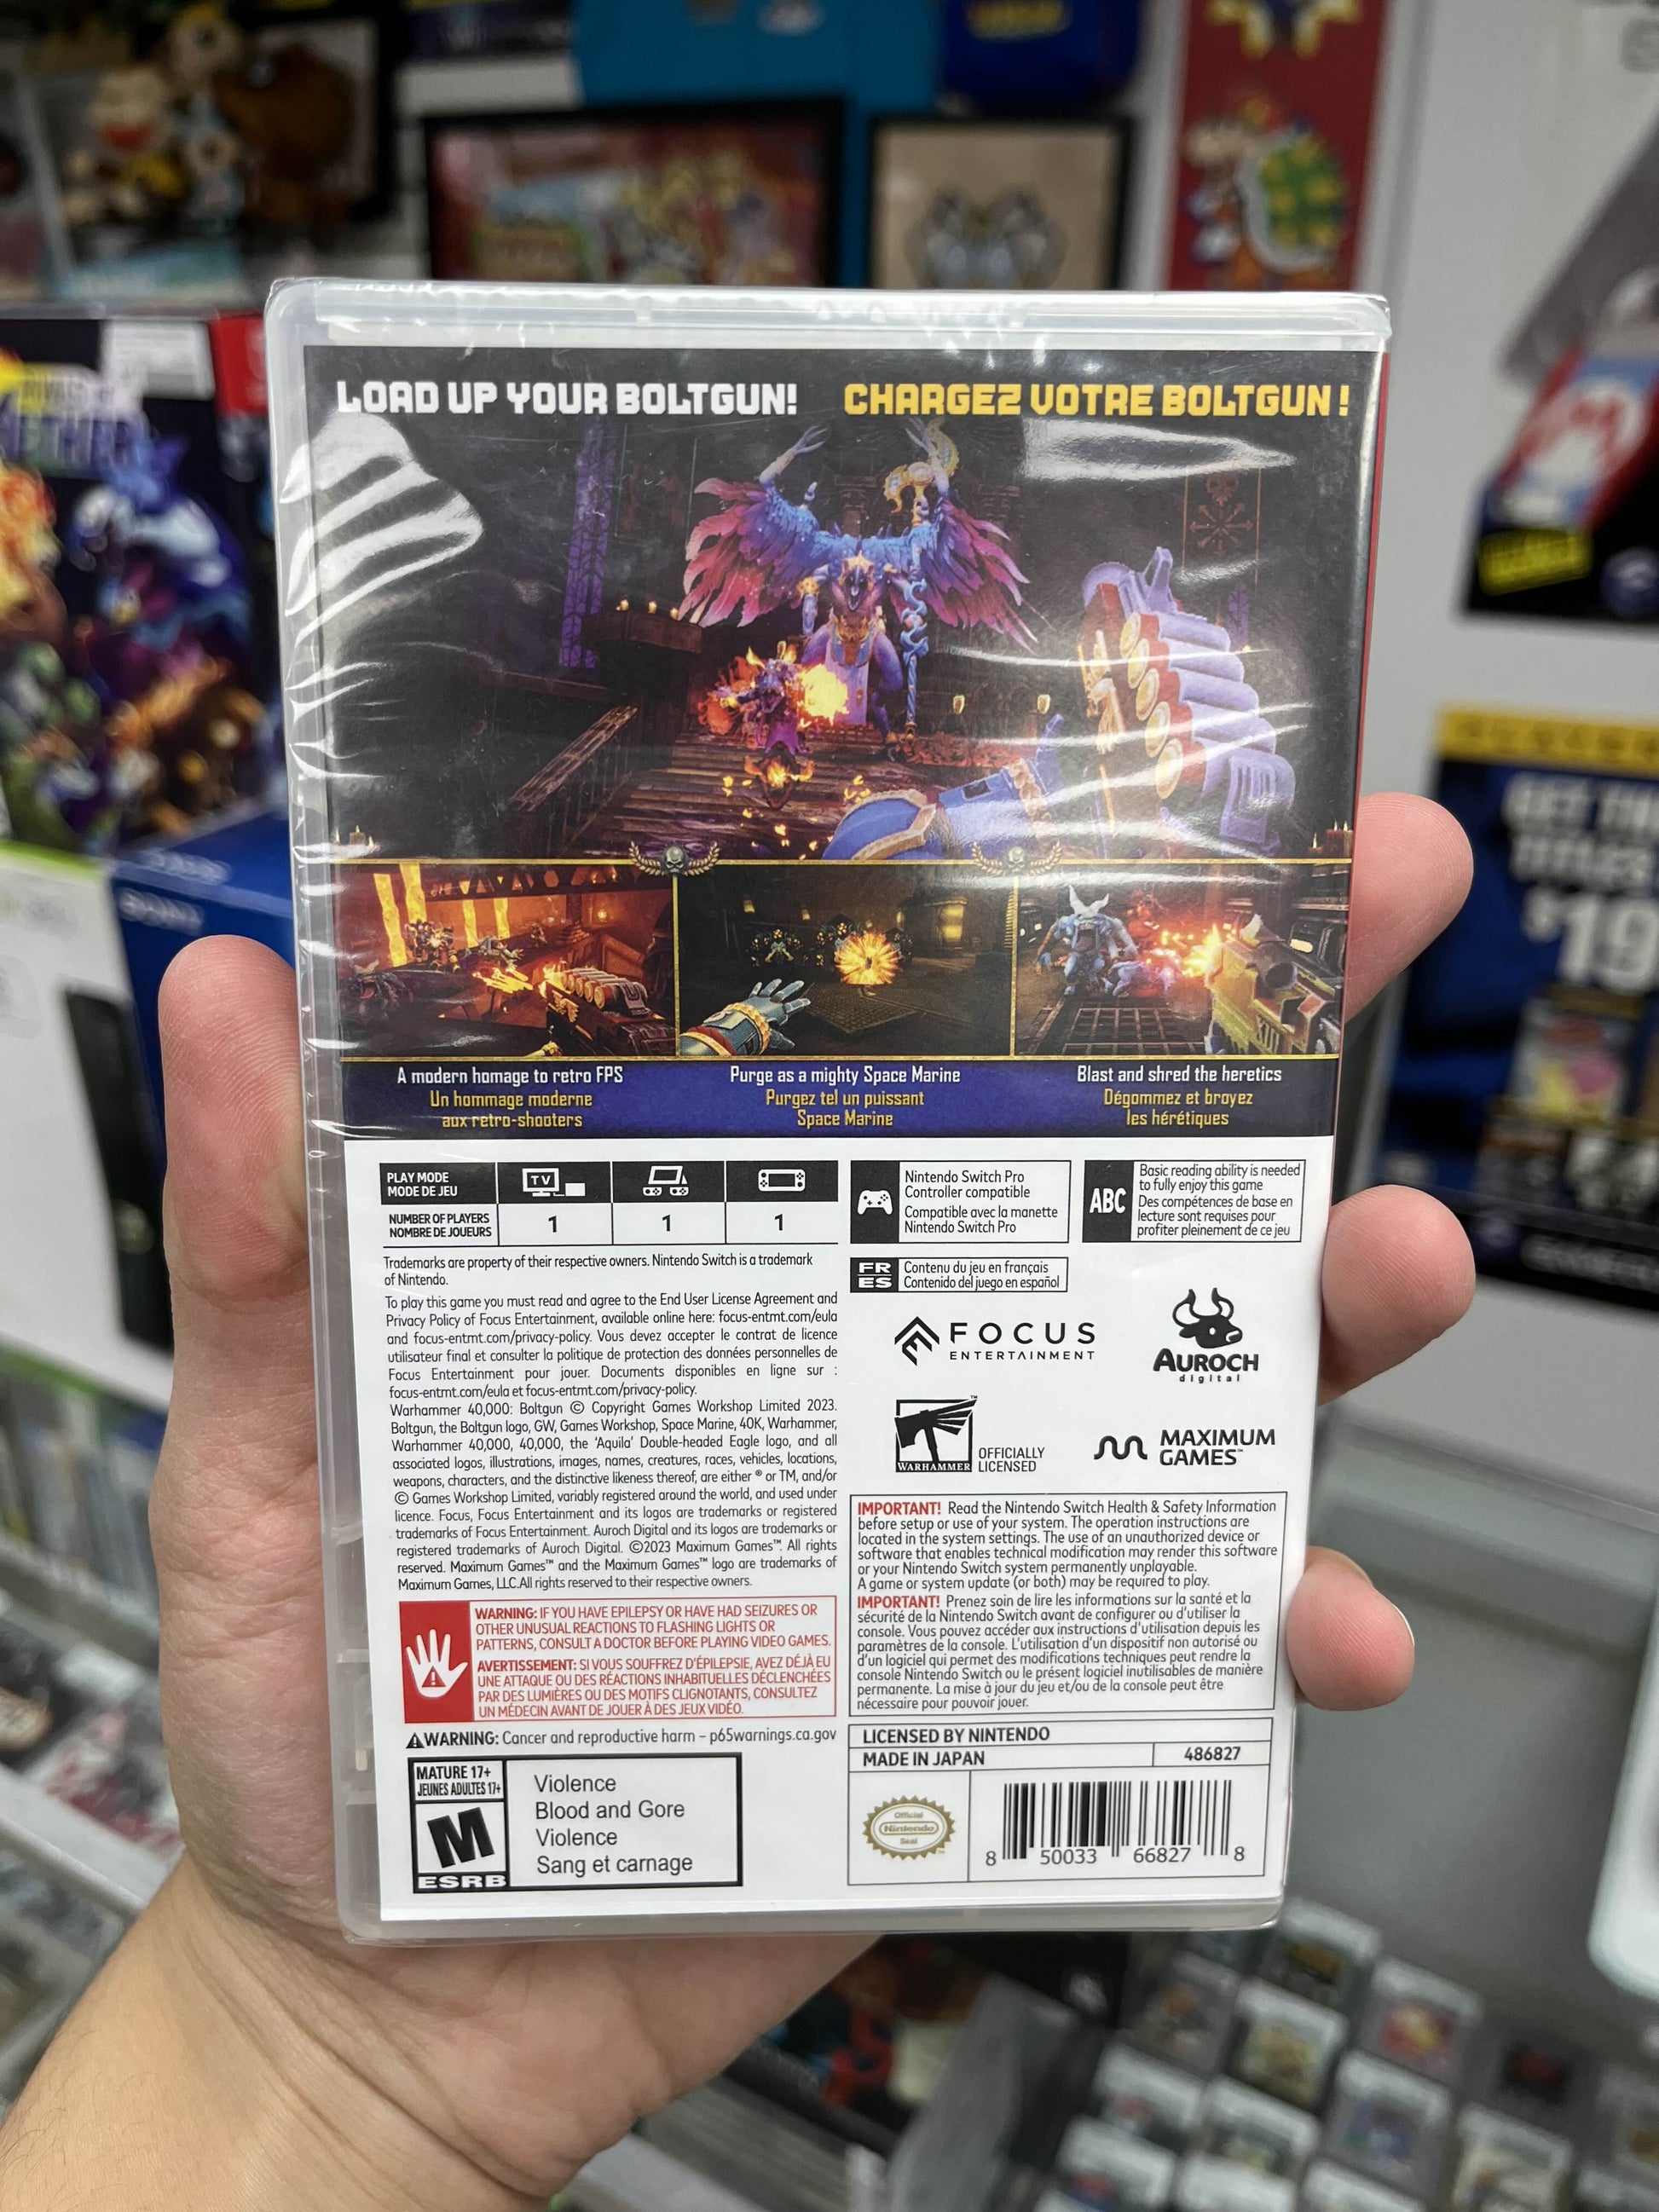 LOAD UP YOUR BOLTGUN!
CHARGEZ VOTRE BOLTGUN !
A modern homage to retro FPS
Un hommage moderne
aux retro-shooters
Purge as a mighty Space Marine
Purgez tel un puissant
Space Marine
Blast and shred the heretics
Dégommez et broyez
les hérétiques
PLAY MODE
MODE DE JEU
TV
NUMBER OF PLAYERS
NOMBRE DE JOUEURS
1
1
1
Nintendo Switch Pro
Controller compatible
Compatible avec la manette
Nintendo Switch Pro
ABC
Basic reading ability is needed
to fully enjoy this game
Des compétences de base en
lecture sont requises pour
profiter pleinement de ce jeu
FR
ES
Contenu du jeu en français
Contenido del juego en español
Trademarks are property of their respective owners. Nintendo Switch is a trademark
of Nintendo.
To play this game you must read and agree to the End User License Agreement and
Privacy Policy of Focus Entertainment, available online here: focus-entmt.com/eula
and focus-entmt.com/privacy-policy. Vous devez accepter le contrat de licence
utilisateur final et consulter la politique de protection des données personnelles de
Focus Entertainment pour jouer. Documents disponibles en ligne sur :
focus-entmt.com/eula et focus-entmt.com/privacy-policy.
Warhammer 40,000: Boltgun © Copyright Games Workshop Limited 2023.
Boltgun, the Boltgun logo, GW, Games Workshop, Space Marine, 40K, Warhammer,
Warhammer 40,000, 40,000, the 'Aquila' Double-headed Eagle logo, and all
associated logos, illustrations, images, names, creatures, races, vehicles, locations,
weapons, characters, and the distinctive likeness thereof, are either ® or TM, and/or
© Games Workshop Limited, variably registered around the world, and used under
licence. Focus, Focus Entertainment and its logos are trademarks or registered
trademarks of Focus Entertainment. Auroch Digital and its logos are trademarks or
registered trademarks of Auroch Digital. ©2023 Maximum Games™. All rights
reserved. Maximum Games™ and the Maximum Games™ logo are trademarks of
Maximum Games, LLC.All rights reserved to their respective owners.
FOCUS
ENTERTAINMENT
AUROCH
digital
WARHAMMER
™
OFFICIALLY
LICENSED
MAXIMUM
GAMES™
IMPORTANT! Read the Nintendo Switch Health & Safety Information
before setup or use of your system. The operation instructions are
located in the system settings. The use of an unauthorized device or
software that enables technical modification may render this software
or your Nintendo Switch system permanently unplayable.
A game or system update (or both) may be required to play.
IMPORTANT! Prenez soin de lire les informations sur la santé et la
sécurité de la Nintendo Switch avant de configurer ou d'utiliser la
console. Vous pouvez accéder aux instructions d'utilisation depuis les
paramètres de la console. L'utilisation d'un dispositif non autorisé ou
d'un logiciel qui permet des modifications techniques peut rendre la
console Nintendo Switch ou le présent logiciel inutilisables de manière
permanente. La mise à jour du jeu et/ou de la console peut être
nécessaire pour pouvoir jouer.
WARNING: IF YOU HAVE EPILEPSY OR HAVE HAD SEIZURES OR
OTHER UNUSUAL REACTIONS TO FLASHING LIGHTS OR
PATTERNS, CONSULT A DOCTOR BEFORE PLAYING VIDEO GAMES.
AVERTISSEMENT: SI VOUS SOUFFREZ D'ÉPILEPSIE, AVEZ DÉJÀ EU
UNE ATTAQUE OU DES RÉACTIONS INHABITUELLES DÉCLENCHÉES
PAR DES LUMIÈRES OU DES MOTIFS CLIGNOTANTS, CONSULTEZ
UN MÉDECIN AVANT DE JOUER À DES JEUX VIDÉO.
⚠WARNING: Cancer and reproductive harm – p65warnings.ca.gov
MATURE 17+
JEUNES ADULTES 17+
M
ESRB
Violence
Blood and Gore
Violence
Sang et carnage
LICENSED BY NINTENDO
MADE IN JAPAN
486827
Official
Nintendo
Seal
8 50033 66827 8
SONY
GET
$19